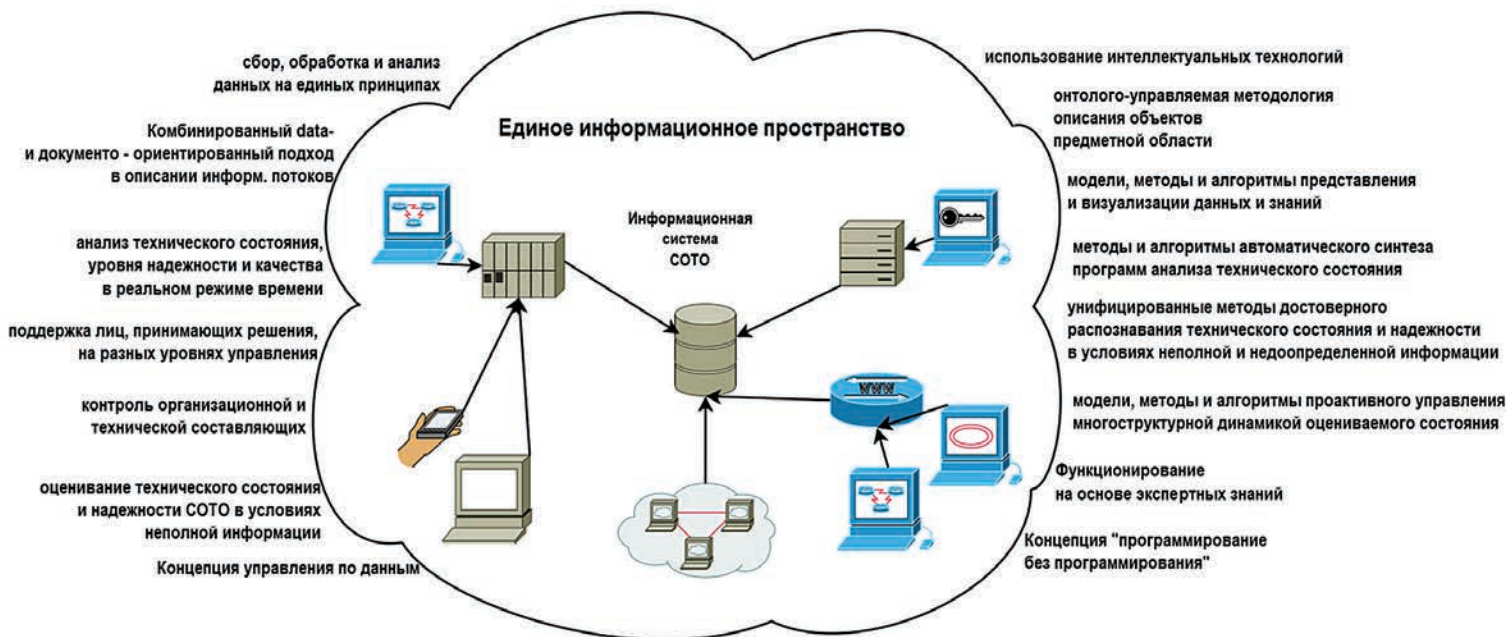 сбор, обработка и анализ
данных на единых принципах
Комбинированный data-
и документо - ориентированный подход
в описании информ. потоков
анализ технического состояния,
уровня надежности и качества
в реальном режиме времени
поддержка лиц, принимающих решения,
на разных уровнях управления
контроль организационной и
технической составляющих
оценивание технического состояния
и надежности СОТО в условиях
неполной информации
Концепция управления по данным
Единое информационное пространство
Информационная
система
СОТО
WWW
использование интеллектуальных технологий
онтолого-управляемая методология
описания объектов
предметной области
модели, методы и алгоритмы представления
и визуализации данных и знаний
методы и алгоритмы автоматического синтеза
программ анализа технического состояния
унифицированные методы достоверного
распознавания технического состояния и надежности
в условиях неполной и недоопределенной информации
модели, методы и алгоритмы проактивного управления
многоструктурной динамикой оцениваемого состояния
Функционирование
на основе экспертных знаний
Концепция "программирование
без программирования"